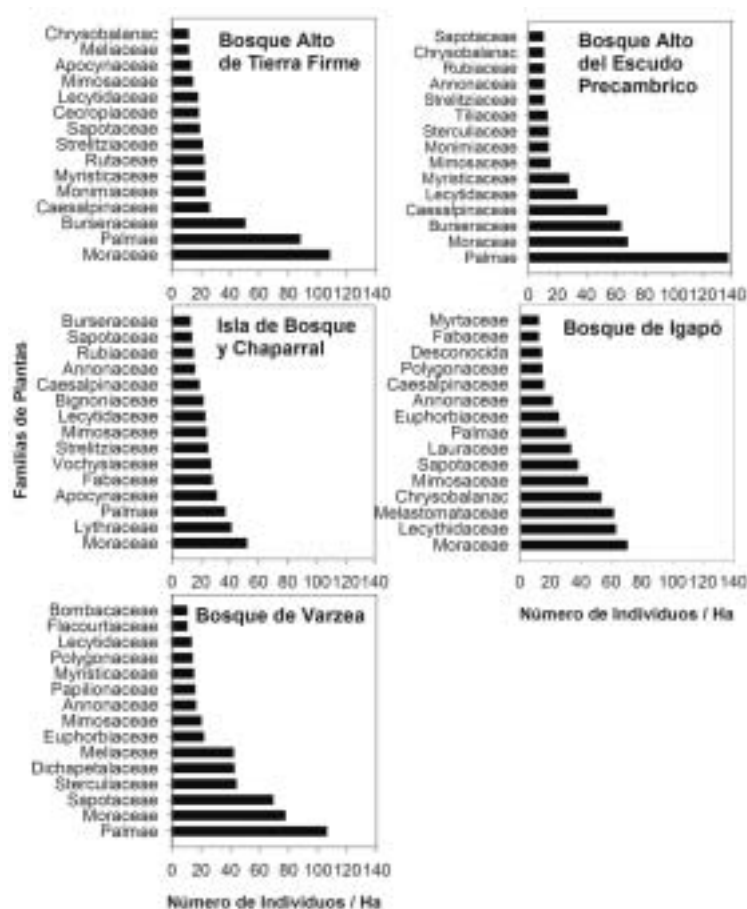 Familias de Plantas
Bosque Alto
de Tierra Firme
Chrysobalanac
Meliaceae
Apocynaceae
Mimosaceae
Lecytidaceae
Cecropiaceae
Sapotaceae
Strelitziaceae
Rutaceae
Myristicaceae
Monimiaceae
Caesalpinaceae
Burseraceae
Palmae
Moraceae
0 20 40 60 80 100 120 140
Bosque Alto
del Escudo
Precambrico
Sapotaceae
Chrysobalanac
Rubiaceae
Annonaceae
Strelitziaceae
Tiliaceae
Sterculiaceae
Monimiaceae
Mimosaceae
Myristicaceae
Lecytidaceae
Caesalpinaceae
Burseraceae
Moraceae
Palmae
0 20 40 60 80 100 120 140
Isla de Bosque
y Chaparral
Burseraceae
Sapotaceae
Rubiaceae
Annonaceae
Caesalpinaceae
Bignoniaceae
Lecytidaceae
Mimosaceae
Strelitziaceae
Vochysiaceae
Fabaceae
Apocynaceae
Palmae
Lythraceae
Moraceae
0 20 40 60 80 100 120 140
Bosque de Igapó
Myrtaceae
Fabaceae
Desconocida
Polygonaceae
Caesalpinaceae
Annonaceae
Euphorbiaceae
Palmae
Lauraceae
Sapotaceae
Mimosaceae
Chrysobalanac
Melastomataceae
Lecythidaceae
Moraceae
0 20 40 60 80 100 120 140
Número de Individuos / Ha
Bosque de Varzea
Bombacaceae
Flacourtaceae
Lecytidaceae
Polygonaceae
Myristicaceae
Papilionaceae
Annonaceae
Mimosaceae
Euphorbiaceae
Meliaceae
Dichapetalaceae
Sterculiaceae
Sapotaceae
Moraceae
Palmae
0 20 40 60 80 100 120 140
Número de Individuos / Ha